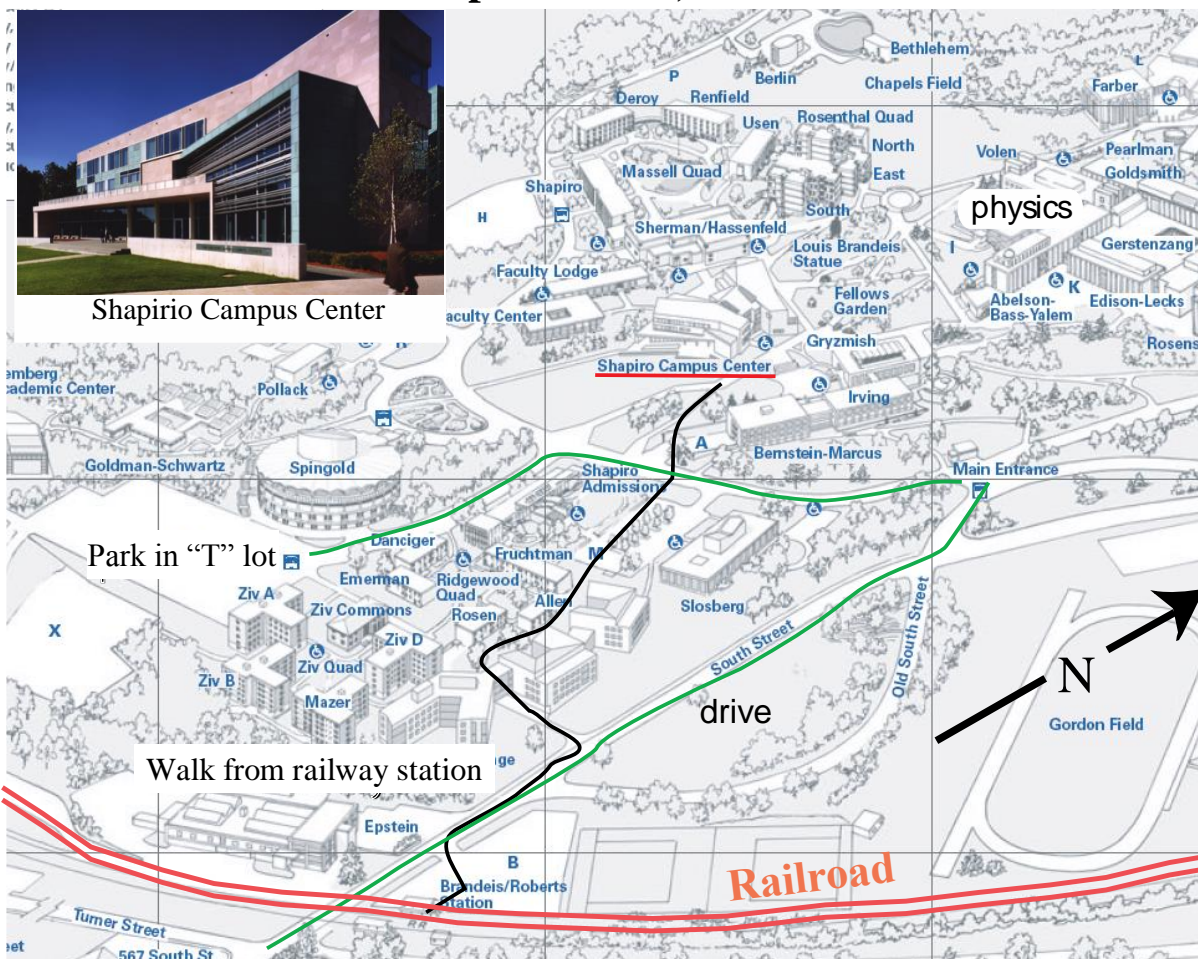 Bethlehem
P
Berlin
Chapels Field
Farber
Deroy
Renfield
Usen
Rosenthal Quad
North
East
Volen
Pearlman
Goldsmith
Massell Quad
Shapiro
physics
H
South
Sherman/Hassenfeld
I
Louis Brandeis
Statue
Gerstenzang
Faculty Lodge
K
Fellows
Garden
Abelson-
Bass-Yalem
Edison-Lecks
aculty Center
Shapirio Campus Center
Gryzmish
Rosens
Shapiro Campus Center
emberg
cademic Center
Pollack
Irving
A
Bernstein-Marcus
Goldman-Schwartz
Spingold
Shapiro
Admissions
Main Entrance
Park in “T” lot
Danciger
Fruchtman
M
Emerman
Ridgewood
Quad
Ziv A
Ziv Commons
Rosen
Allen
Slosberg
X
Ziv D
South Street
Old South Street
Ziv Quad
Ziv B
Mazer
N
drive
Gordon Field
Walk from railway station
ge
Epstein
B
Brandeis/Roberts
Station
Railroad
RR
Turner Street
eet
567 South St